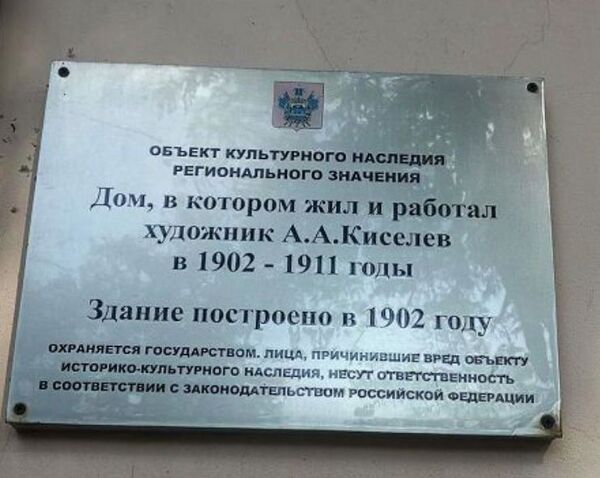 ОБЪЕКТ КУЛЬТУРНОГО НАСЛЕДИЯ
РЕГИОНАЛЬНОГО ЗНАЧЕНИЯ
Дом, в котором жил и работал
художник А.А.Киселев
в 1902 - 1911 годы
Здание построено в 1902 году
ОХРАНЯЕТСЯ ГОСУДАРСТВОМ. ЛИЦА, ПРИЧИНИВШИЕ ВРЕД ОБЪЕКТУ
ИСТОРИКО-КУЛЬТУРНОГО НАСЛЕДИЯ, НЕСУТ ОТВЕТСТВЕННОСТЬ
В СООТВЕТСТВИИ С ЗАКОНОДАТЕЛЬСТВОМ РОССИЙСКОЙ ФЕДЕРАЦИИ